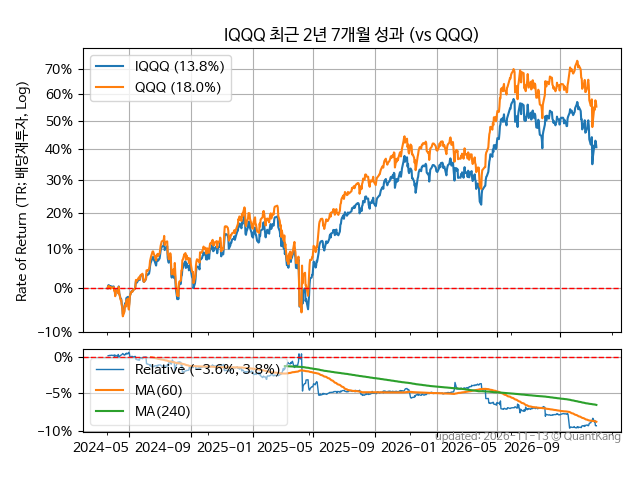 IQQQ 최근 2년 7개월 성과 (vs QQQ)
Rate of Return (TR: 배당재투자, Log)
70%
60%
50%
40%
30%
20%
10%
0%
−10%
IQQQ (13.8%)
QQQ (18.0%)
0%
−5%
−10%
Relative (−3.6%, 3.8%)
MA(60)
MA(240)
2024−05 2024−09 2025−01 2025−05 2025−09 2026−01 2026−05 2026−09
updated: 2026−11−13 © QuantKang